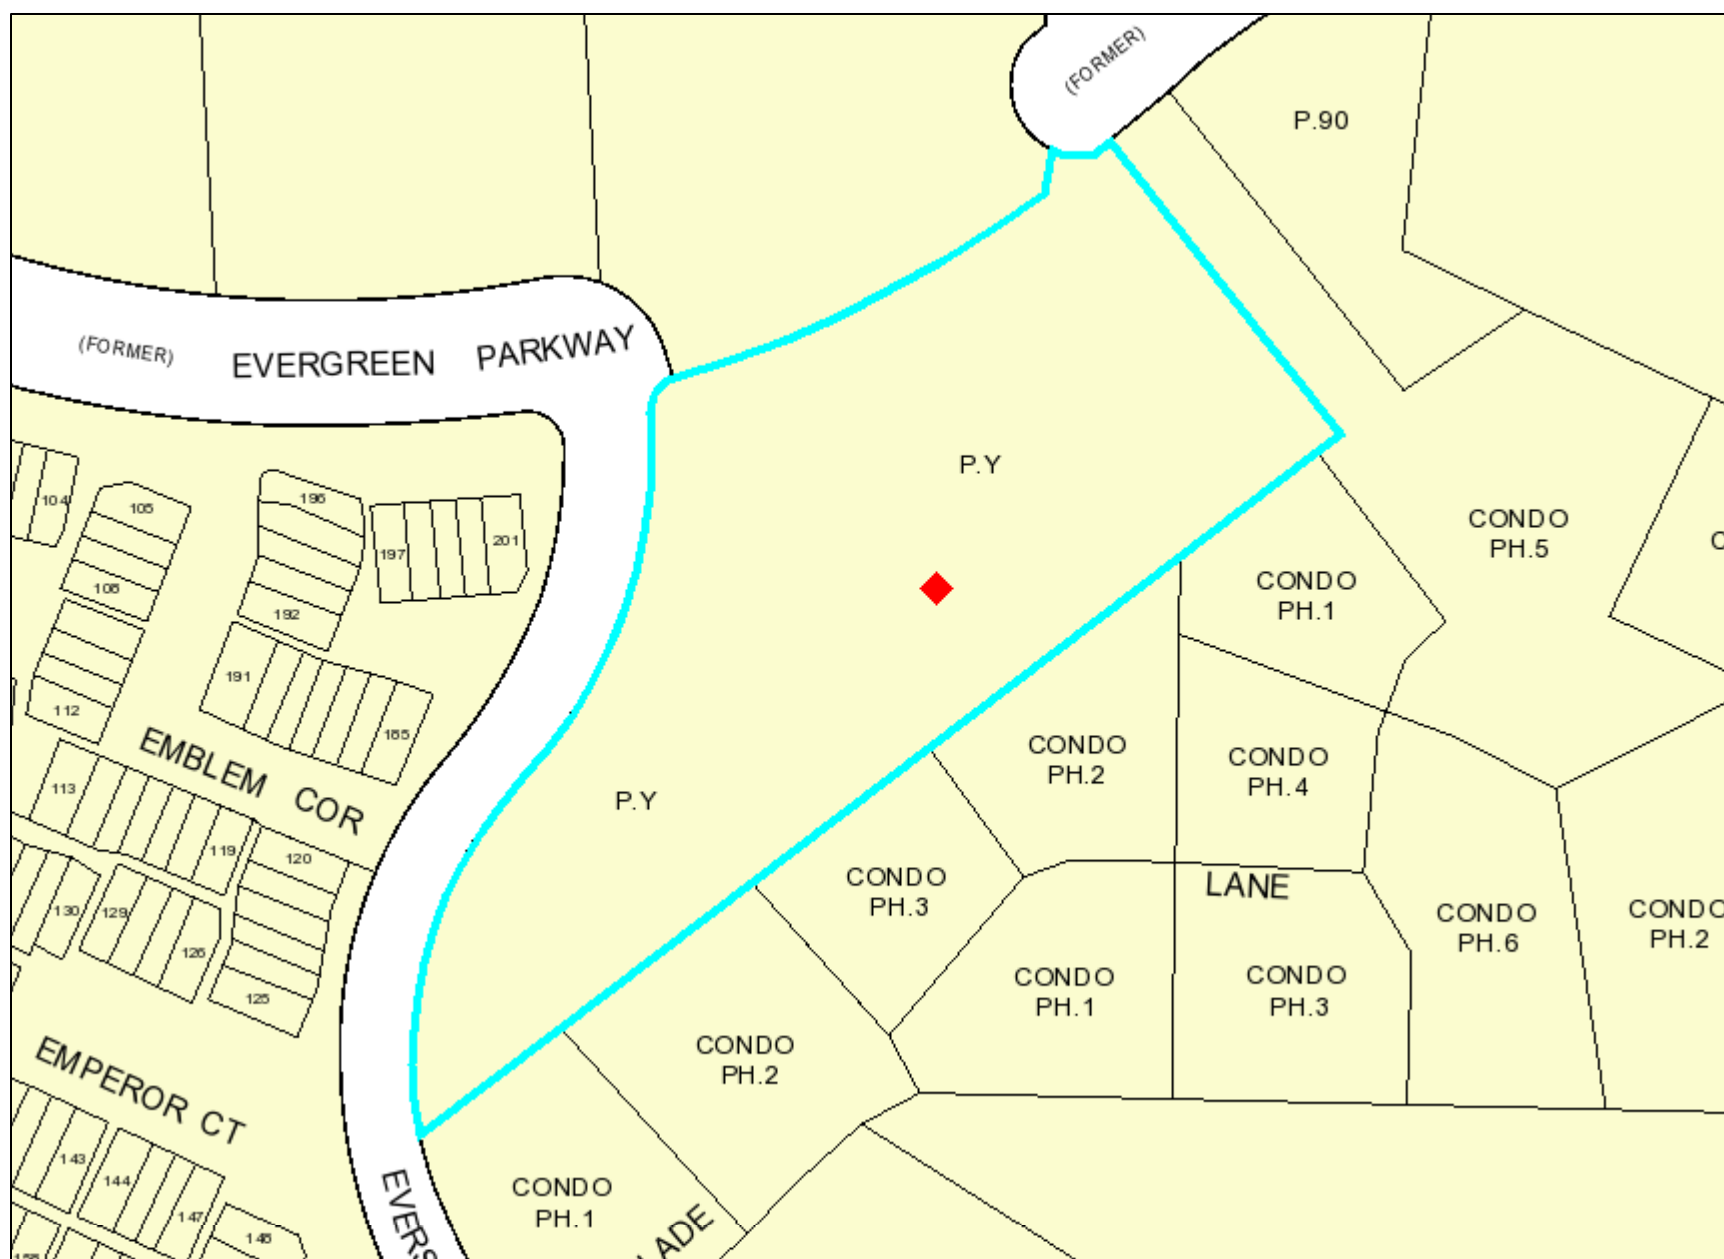 (FORMER)
P.90
(FORMER)
EVERGREEN PARKWAY
P.Y
104
105
196
197
201
CONDO
PH.5
108
192
CONDO
PH.1
191
112
185
EMBLEM COR
CONDO
PH.2
CONDO
PH.4
113
P.Y
119
120
CONDO
PH.3
LANE
130
129
126
CONDO
PH.6
CONDO
PH.2
125
CONDO
PH.1
CONDO
PH.3
EMPEROR CT
CONDO
PH.2
143
144
147
EVERS
CONDO
PH.1
LADE